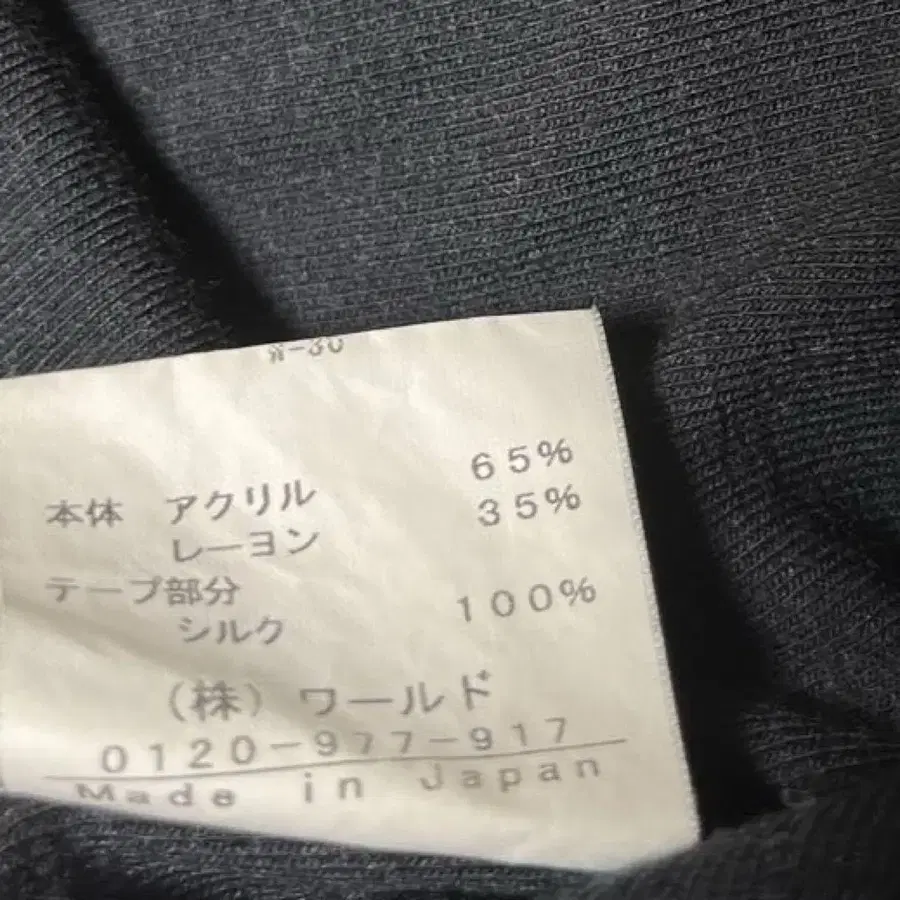 本体 アクリル 65%
レーヨン 35%
テープ部分
シルク 100%
(株) ワールド
0120-977-917
Made in Japan